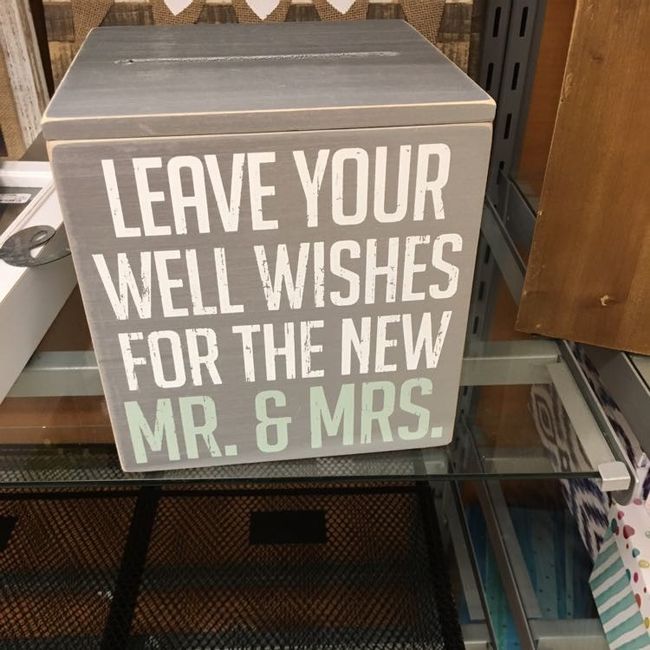 LEAVE YOUR
WELL WISHES
FOR THE NEW
MR. & MRS.